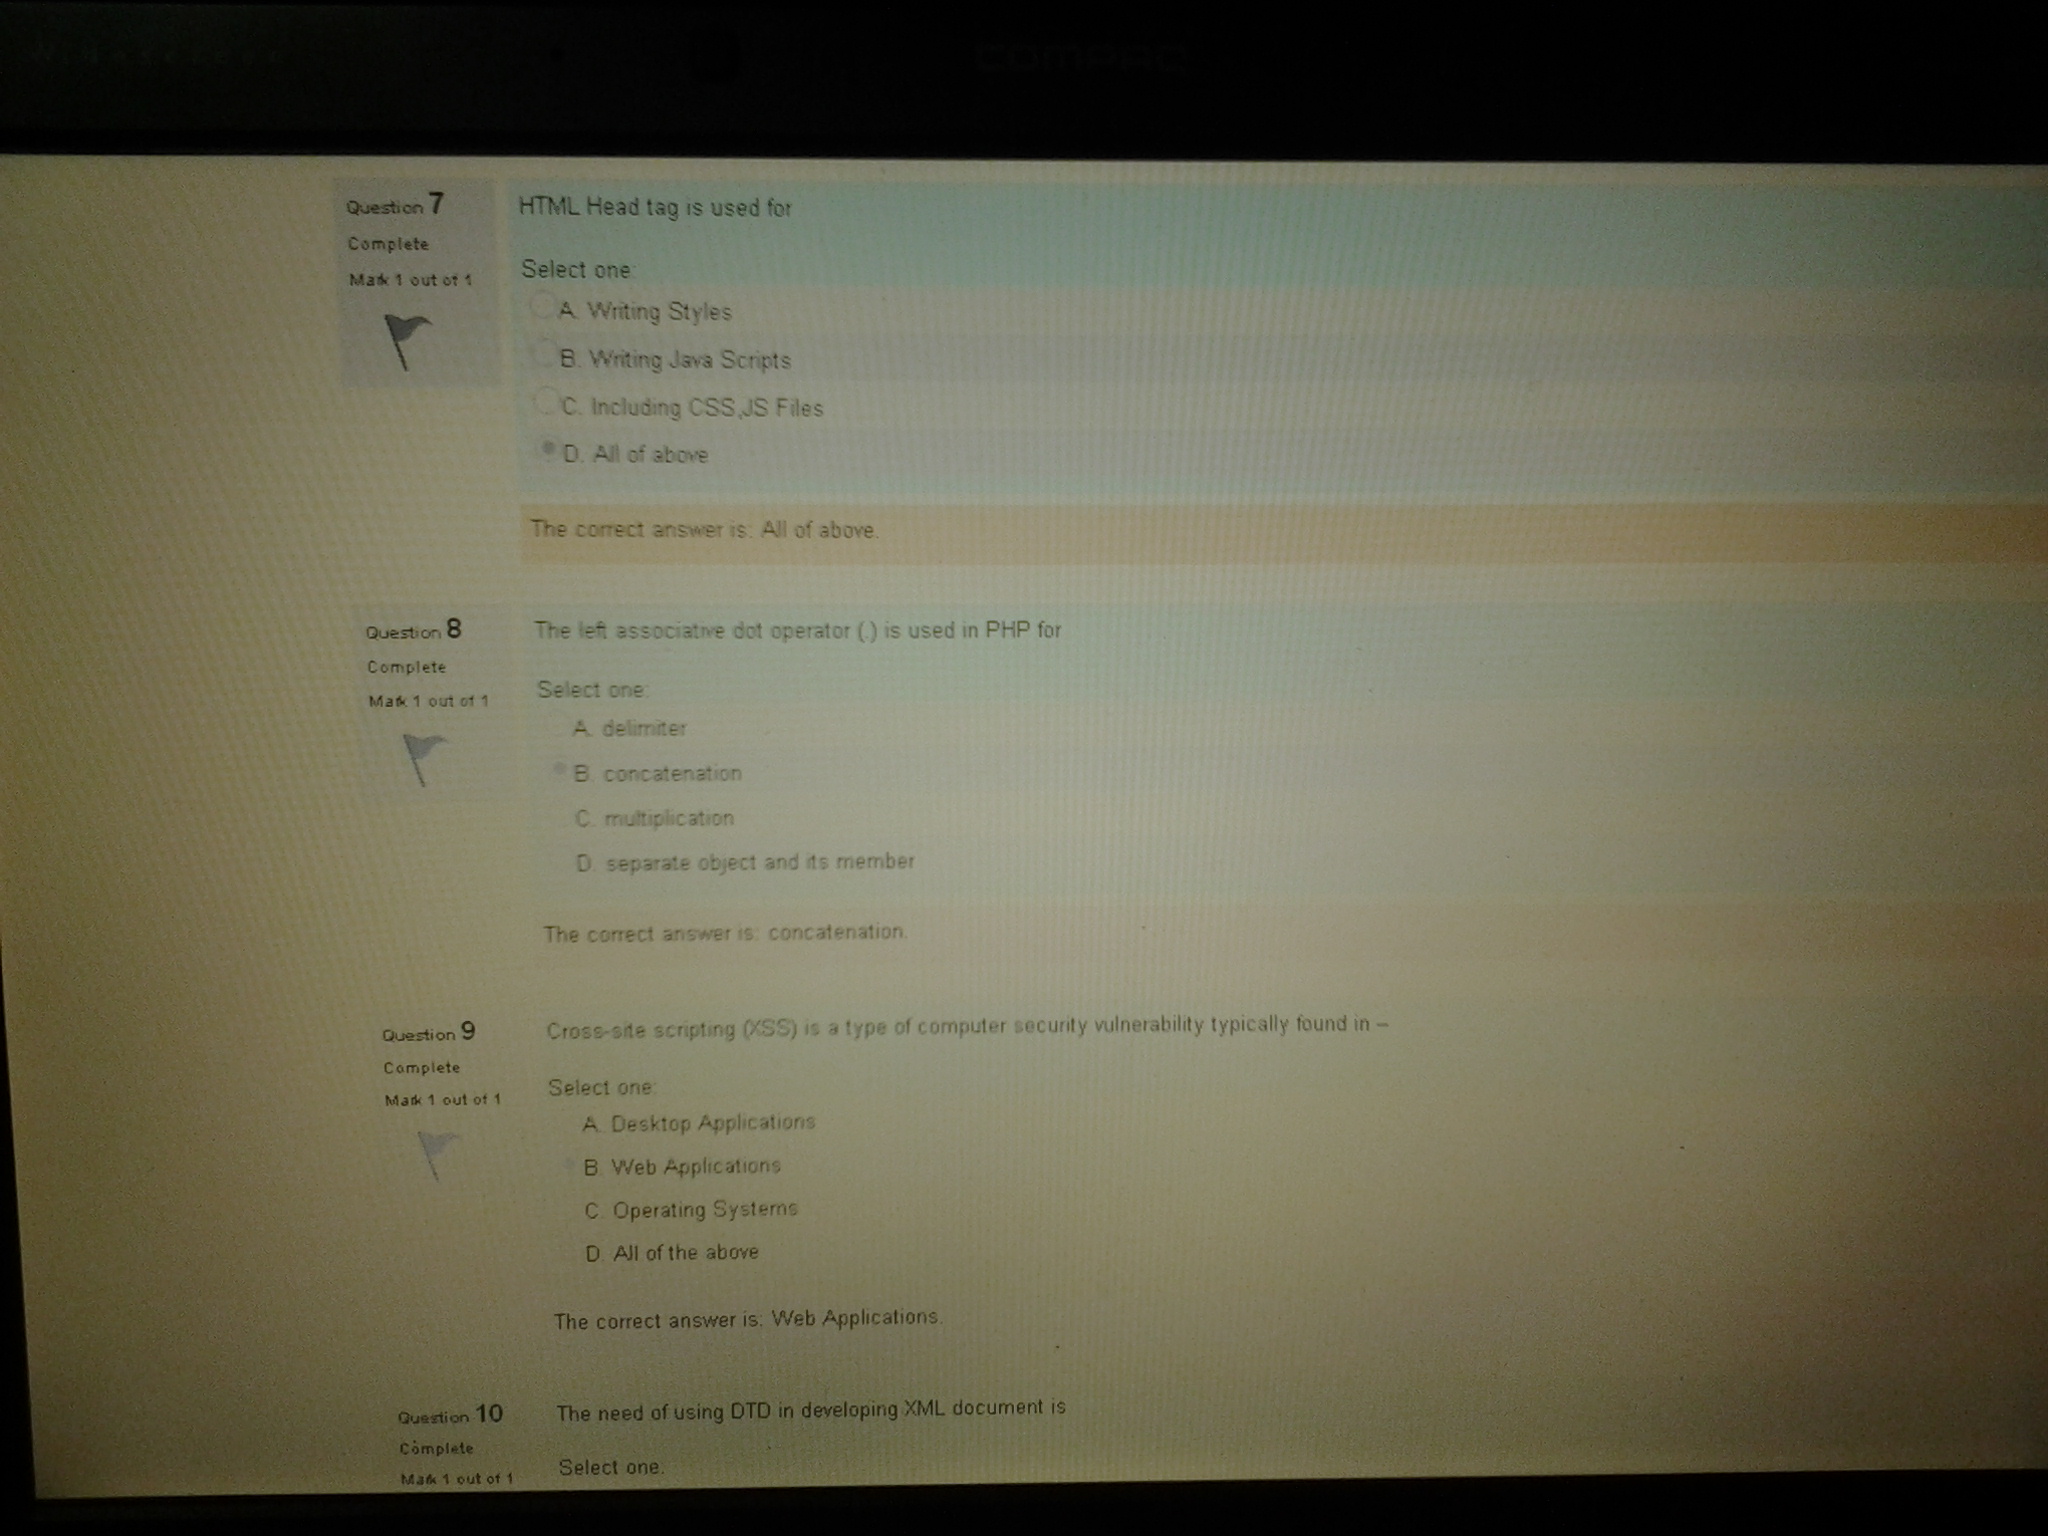 COMPAQ
Question 7
Complete
Mark 1 out of 1
HTML Head tag is used for
Select one:
A. Writing Styles
B. Writing Java Scripts
C. Including CSS,JS Files
D. All of above
The correct answer is: All of above.
Question 8
Complete
Mark 1 out of 1
The left associative dot operator (.) is used in PHP for
Select one:
A. delimiter
B. concatenation
C. multiplication
D. separate object and its member
The correct answer is: concatenation.
Question 9
Complete
Mark 1 out of 1
Cross-site scripting (XSS) is a type of computer security vulnerability typically found in –
Select one:
A. Desktop Applications
B. Web Applications
C. Operating Systems
D. All of the above
The correct answer is: Web Applications.
Question 10
Complete
Mark 1 out of 1
The need of using DTD in developing XML document is
Select one: